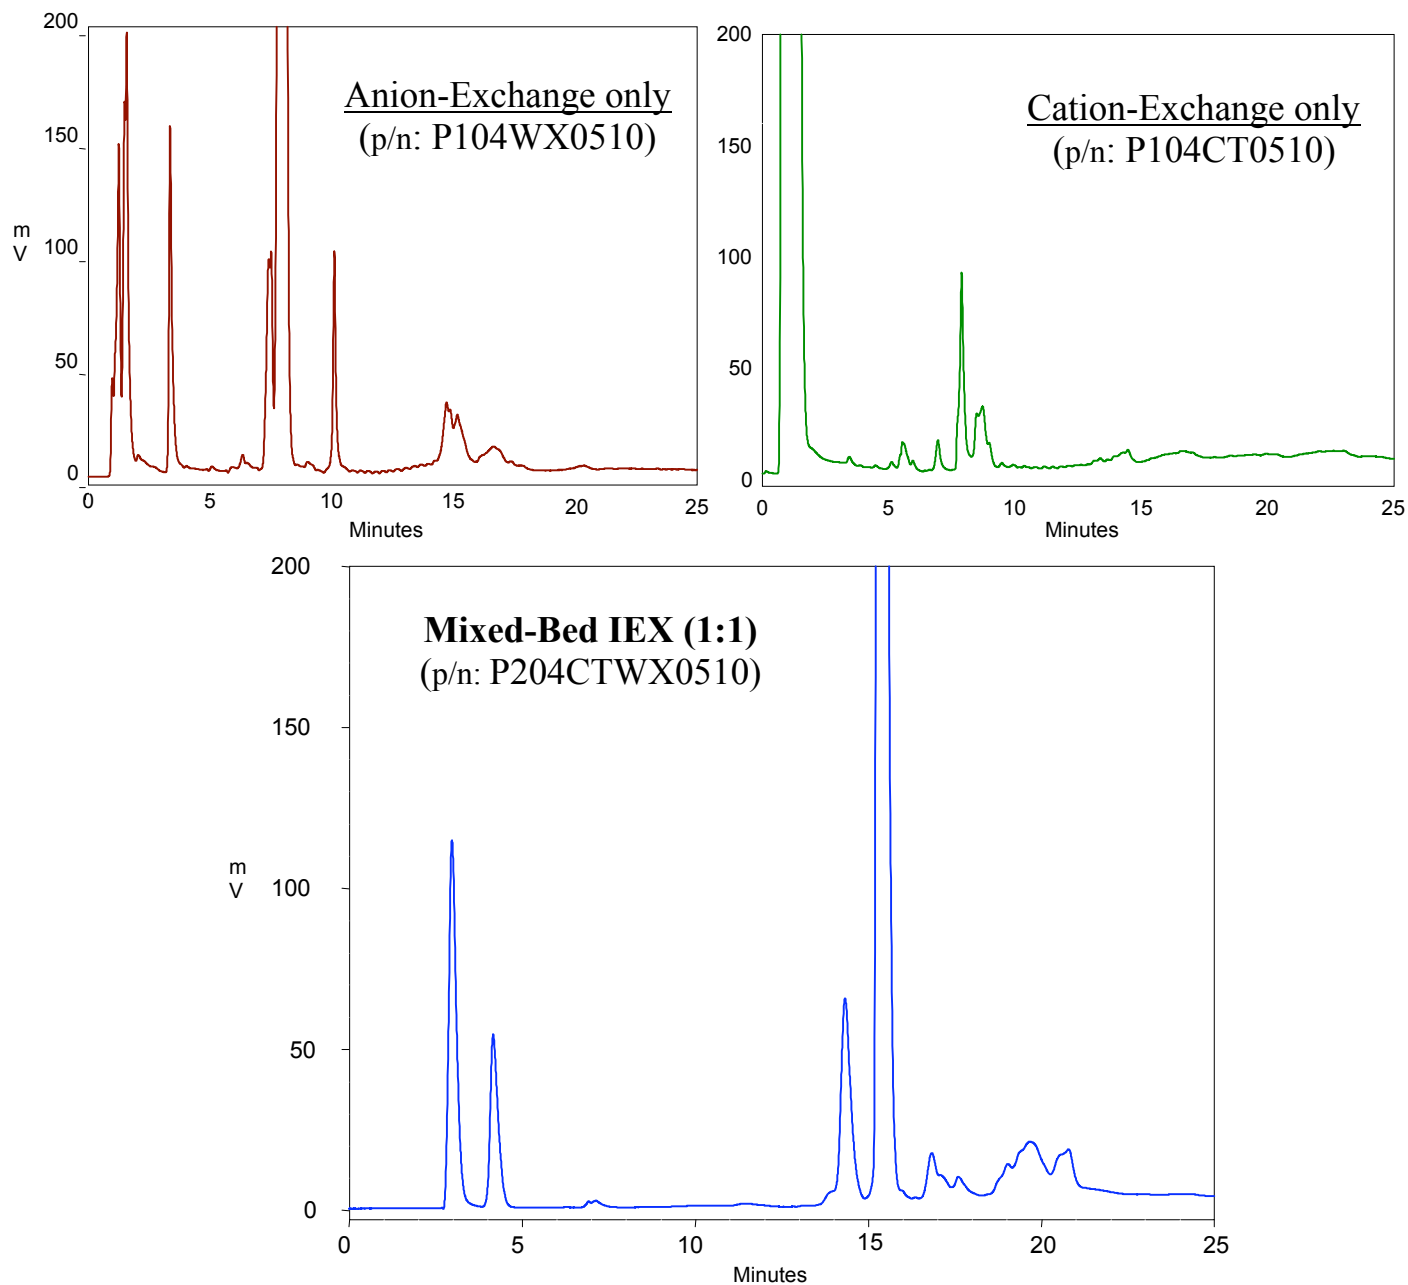 200
150
100
50
0
m
V
Anion-Exchange only
(p/n: P104WX0510)
0 5 10 15 20 25
Minutes
200
150
100
50
0
Cation-Exchange only
(p/n: P104CT0510)
0 5 10 15 20 25
Minutes
200
150
100
50
0
m
V
Mixed-Bed IEX (1:1)
(p/n: P204CTWX0510)
0 5 10 15 20 25
Minutes